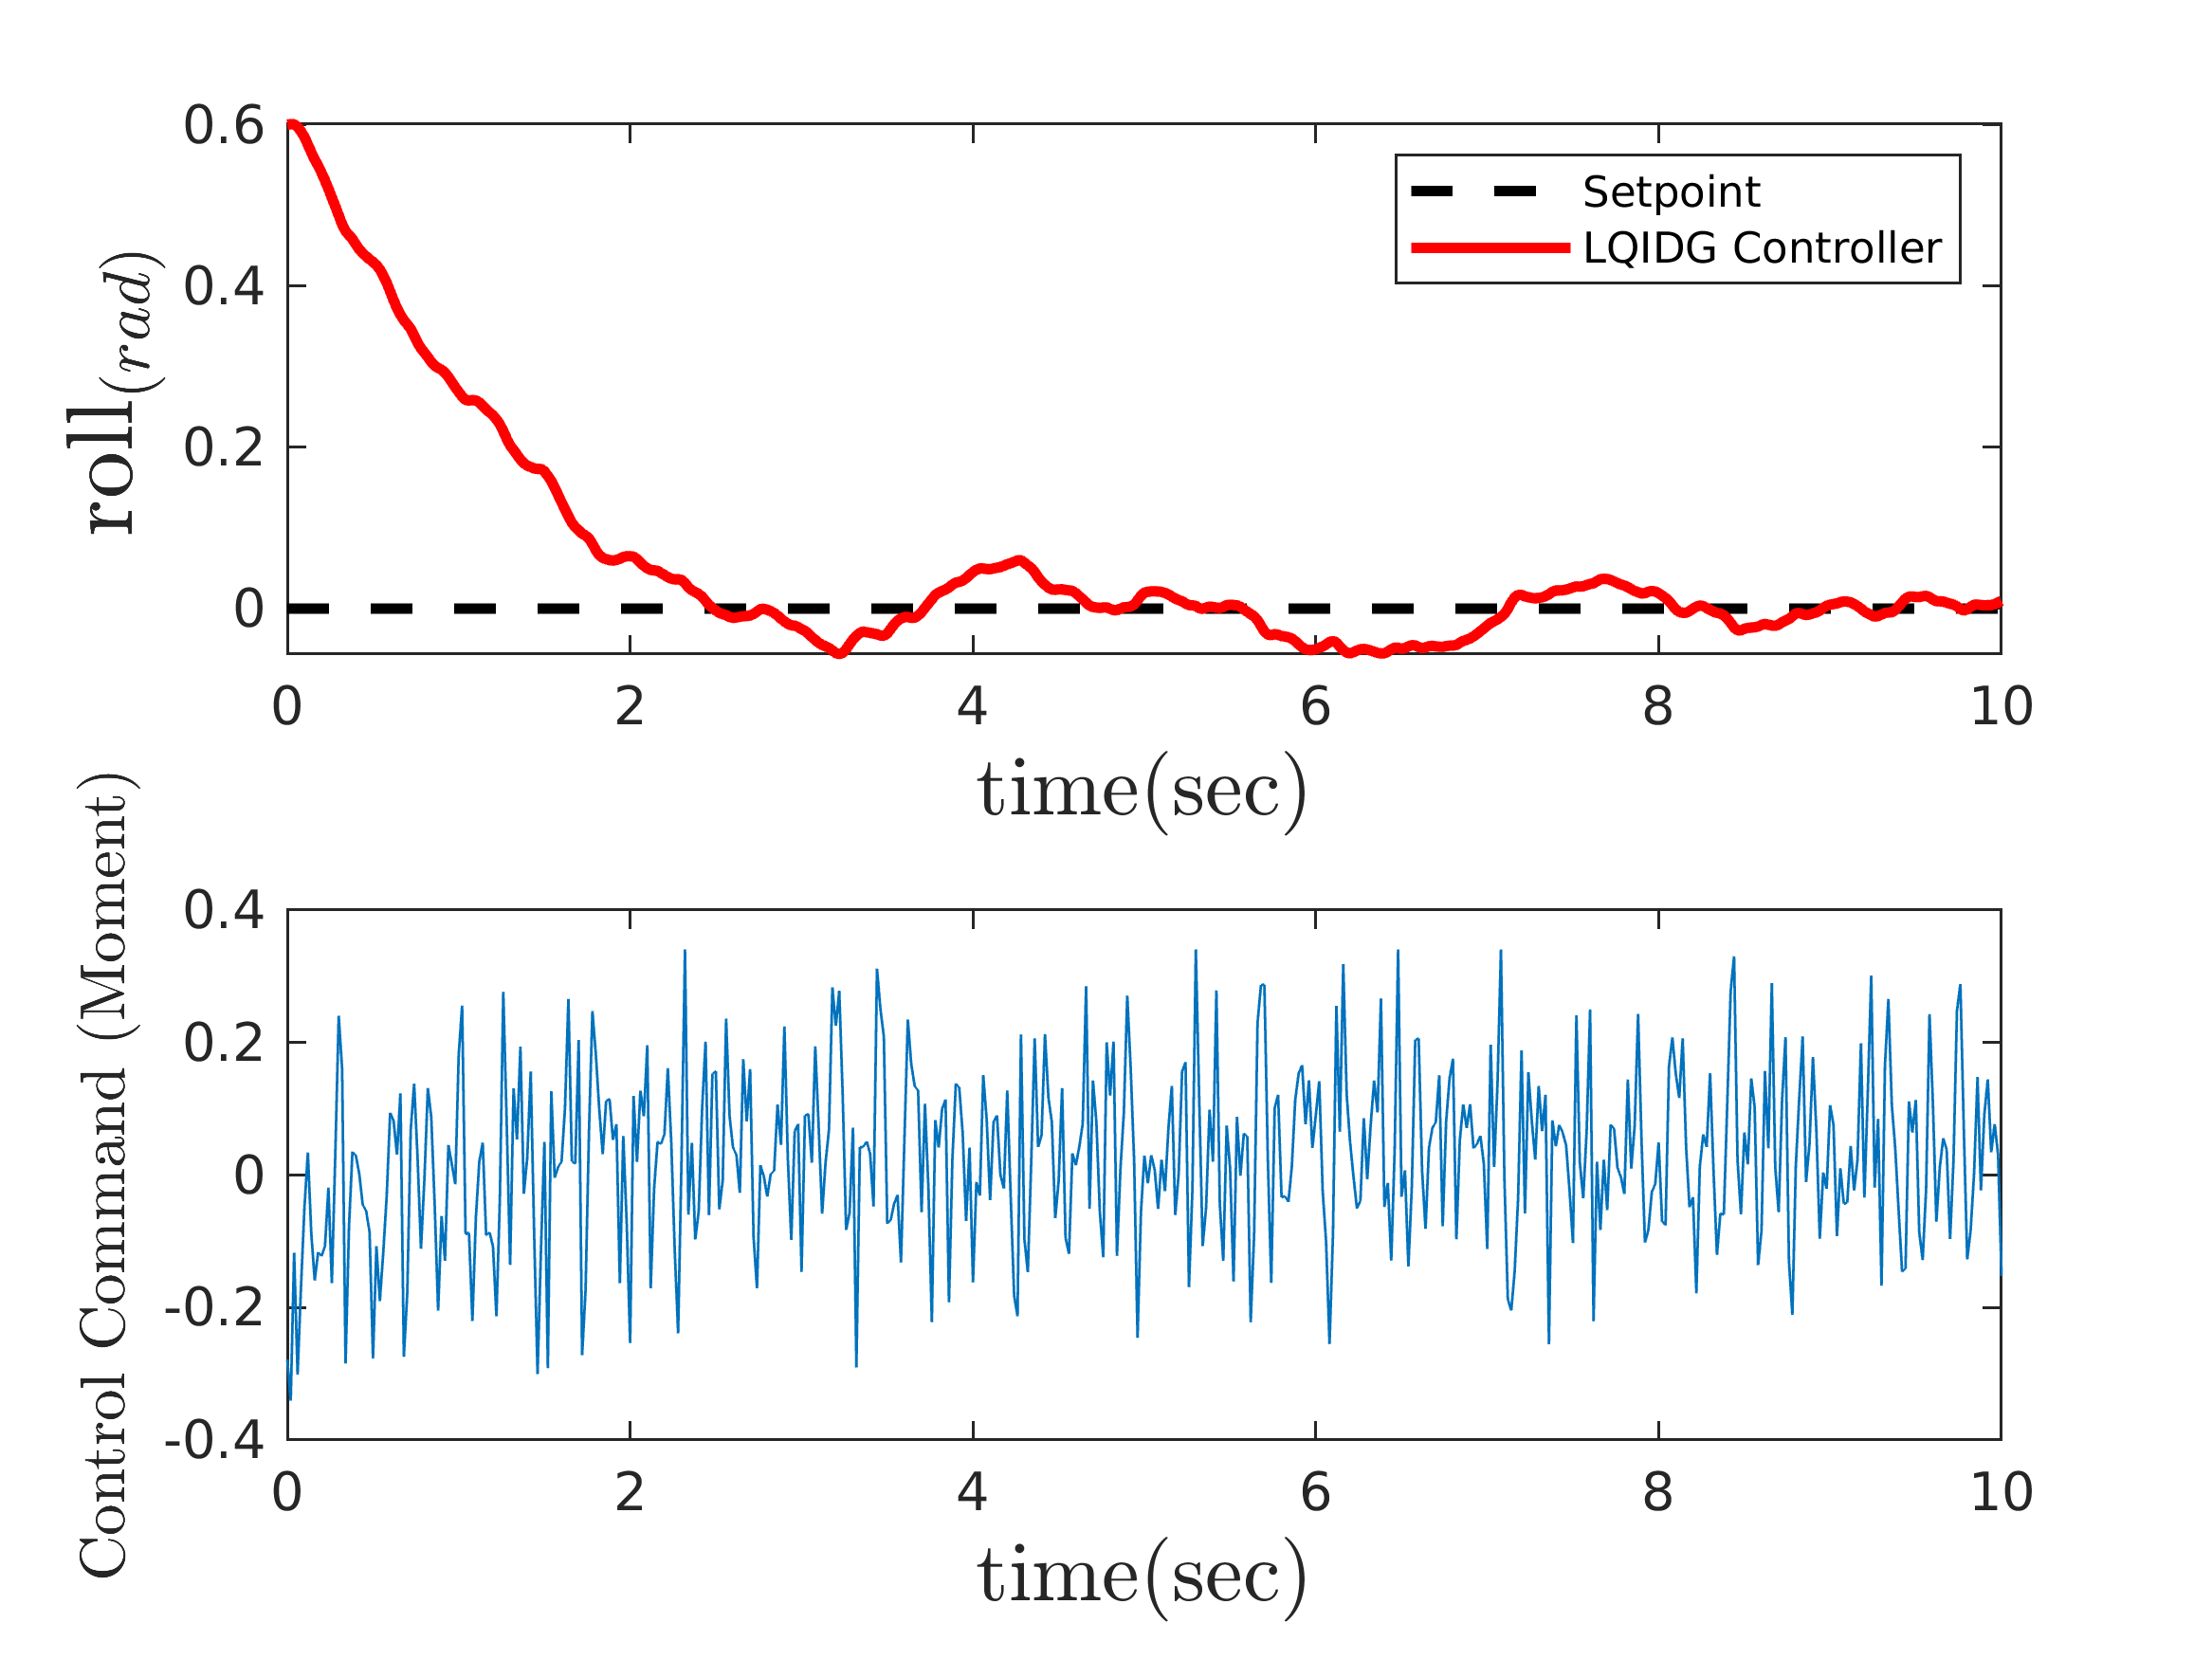 0.6
0.4
0.2
0
roll(rad)
Setpoint
LQIDG Controller
0 2 4 6 8 10
time(sec)
0.4
0.2
0
-0.2
-0.4
Control Command (Moment)
0 2 4 6 8 10
time(sec)